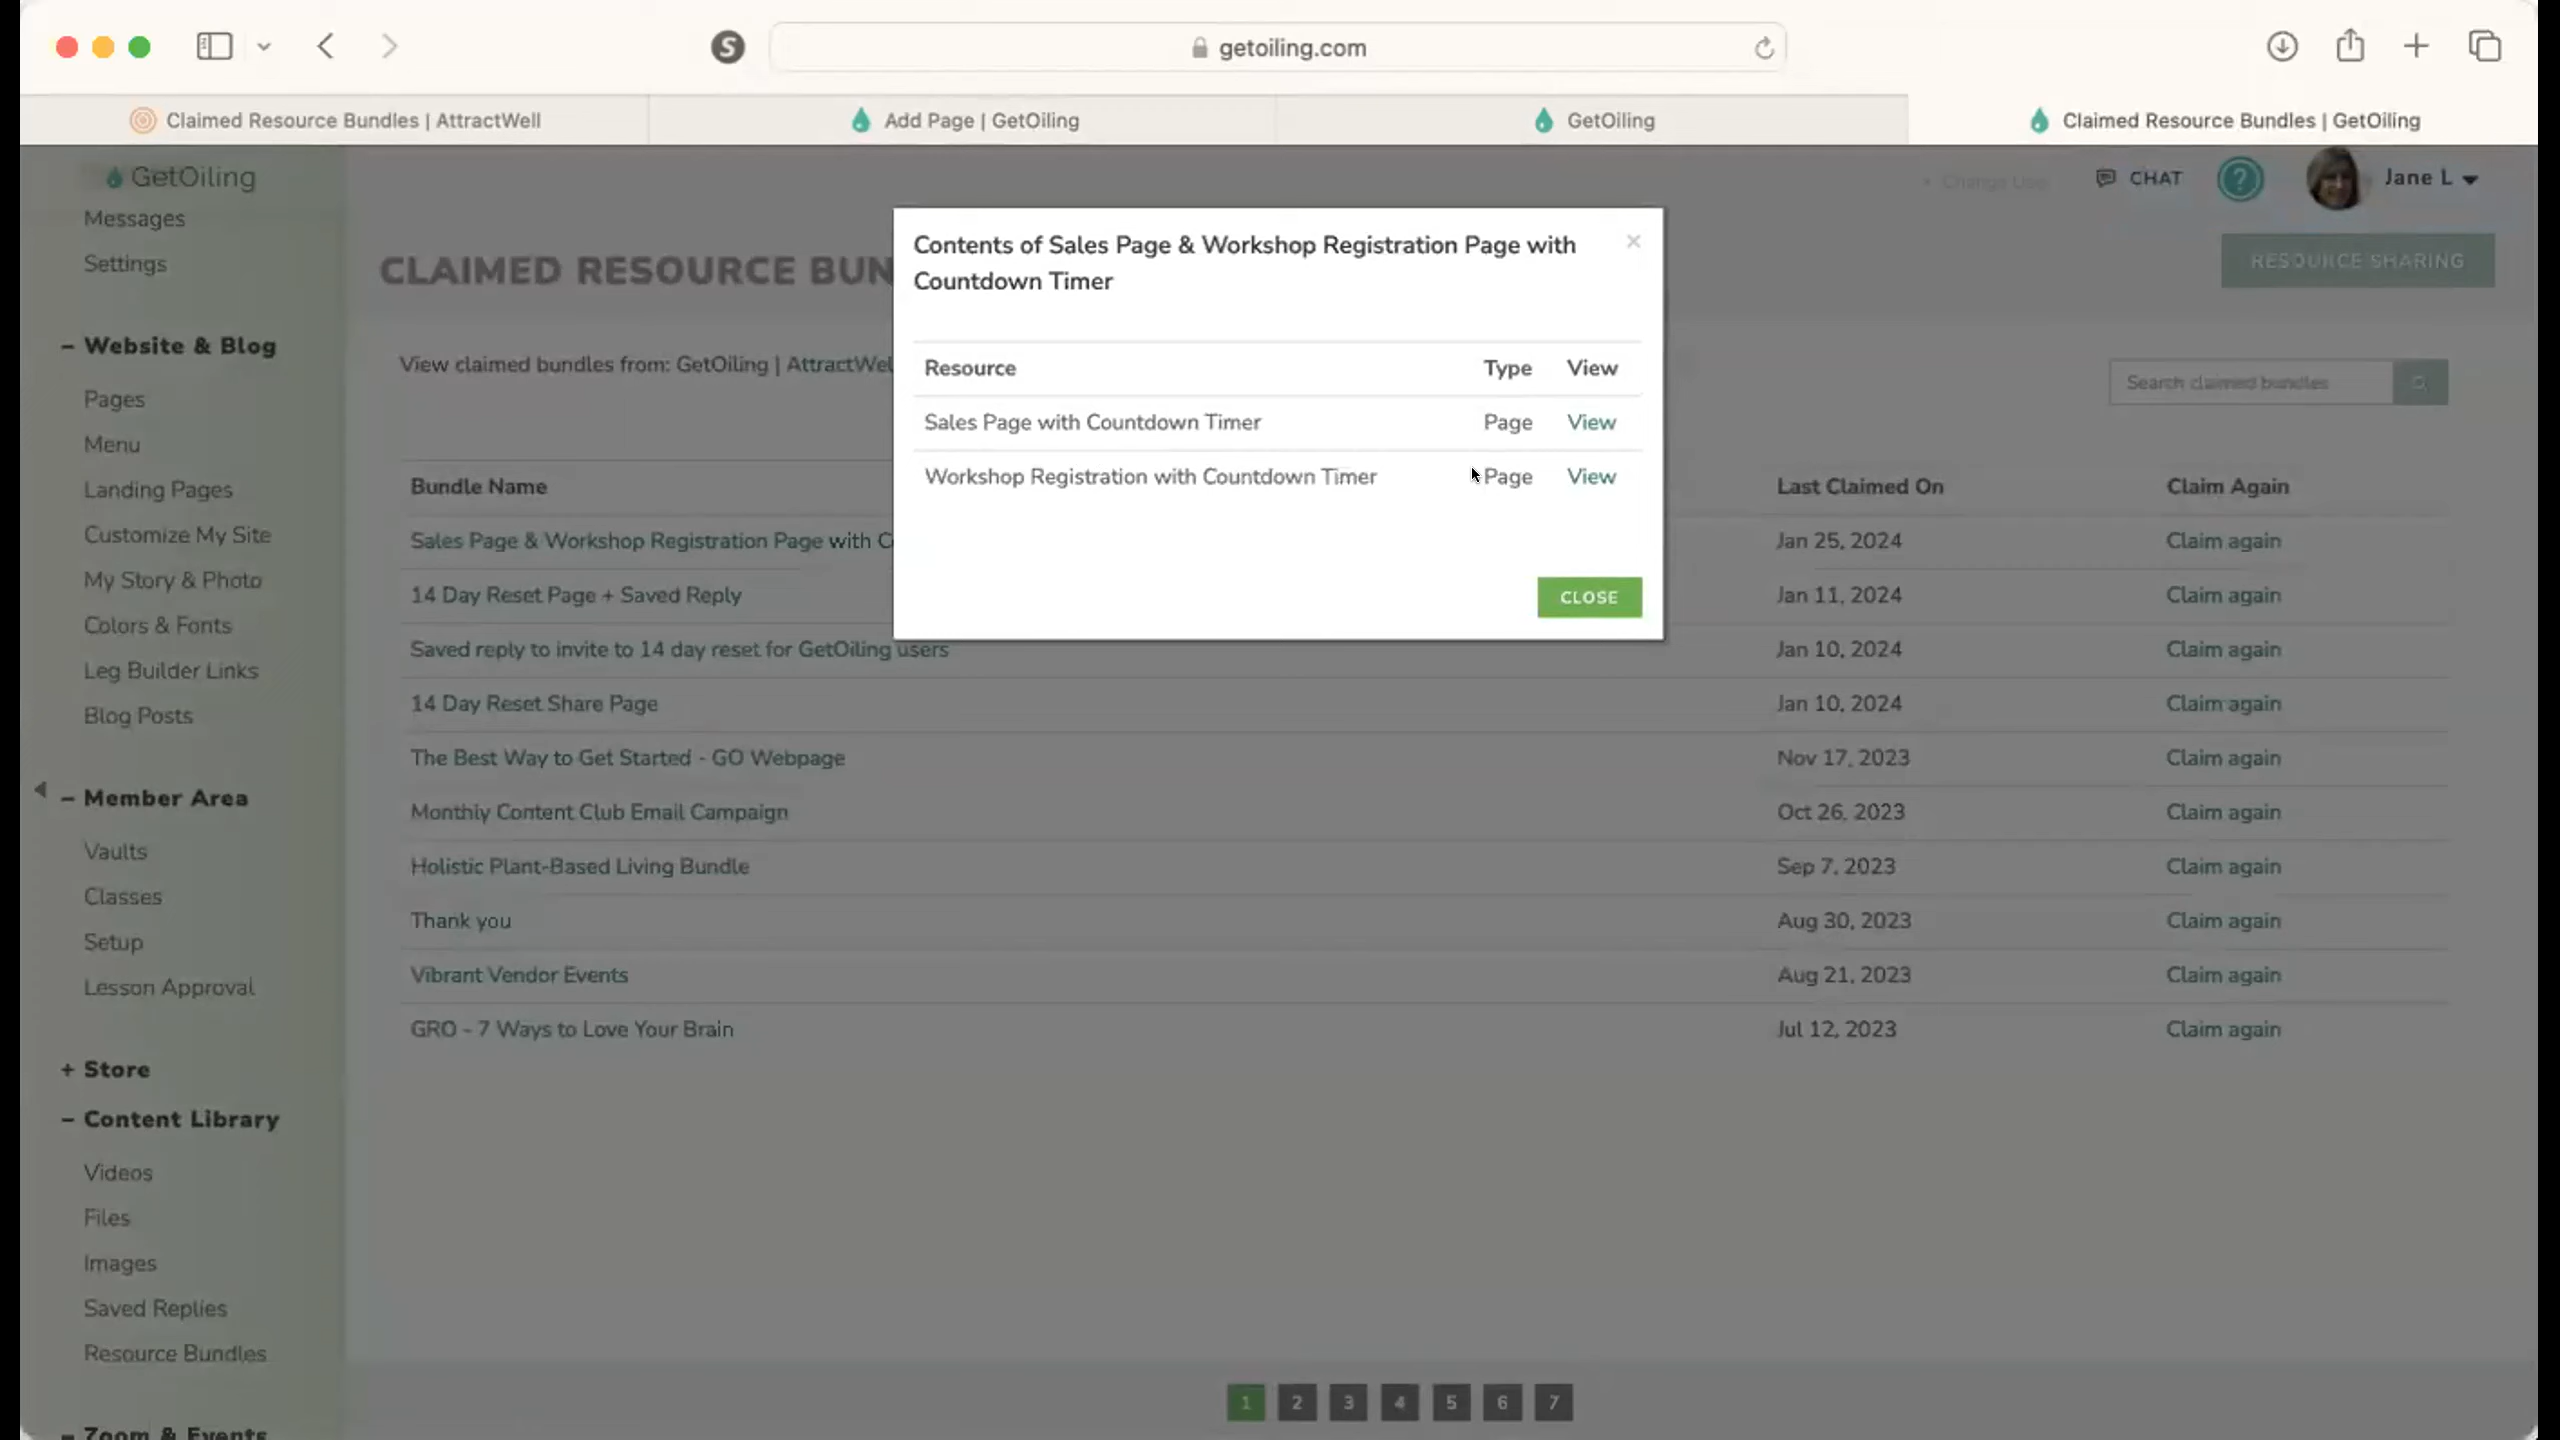 getoiling.com
Claimed Resource Bundles | AttractWell
Add Page | GetOiling
GetOiling
Claimed Resource Bundles | GetOiling
GetOiling
Messages
Settings
– Website & Blog
Pages
Menu
Landing Pages
Customize My Site
My Story & Photo
Colors & Fonts
Leg Builder Links
Blog Posts
– Member Area
Vaults
Classes
Setup
Lesson Approval
+ Store
– Content Library
Videos
Files
Images
Saved Replies
Resource Bundles
– Zoom & Events
CHAT
?
Jane L
CLAIMED RESOURCE BUN
RESOURCE SHARING
View claimed bundles from: GetOiling | AttractWel
Search claimed bundles
Contents of Sales Page & Workshop Registration Page with
Countdown Timer
×
Resource Type View
Sales Page with Countdown Timer Page View
Workshop Registration with Countdown Timer Page View
CLOSE
Bundle Name Last Claimed On Claim Again
Sales Page & Workshop Registration Page with C Jan 25, 2024 Claim again
14 Day Reset Page + Saved Reply Jan 11, 2024 Claim again
Saved reply to invite to 14 day reset for GetOiling users Jan 10, 2024 Claim again
14 Day Reset Share Page Jan 10, 2024 Claim again
The Best Way to Get Started - GO Webpage Nov 17, 2023 Claim again
Monthly Content Club Email Campaign Oct 26, 2023 Claim again
Holistic Plant-Based Living Bundle Sep 7, 2023 Claim again
Thank you Aug 30, 2023 Claim again
Vibrant Vendor Events Aug 21, 2023 Claim again
GRO - 7 Ways to Love Your Brain Jul 12, 2023 Claim again
1 2 3 4 5 6 7